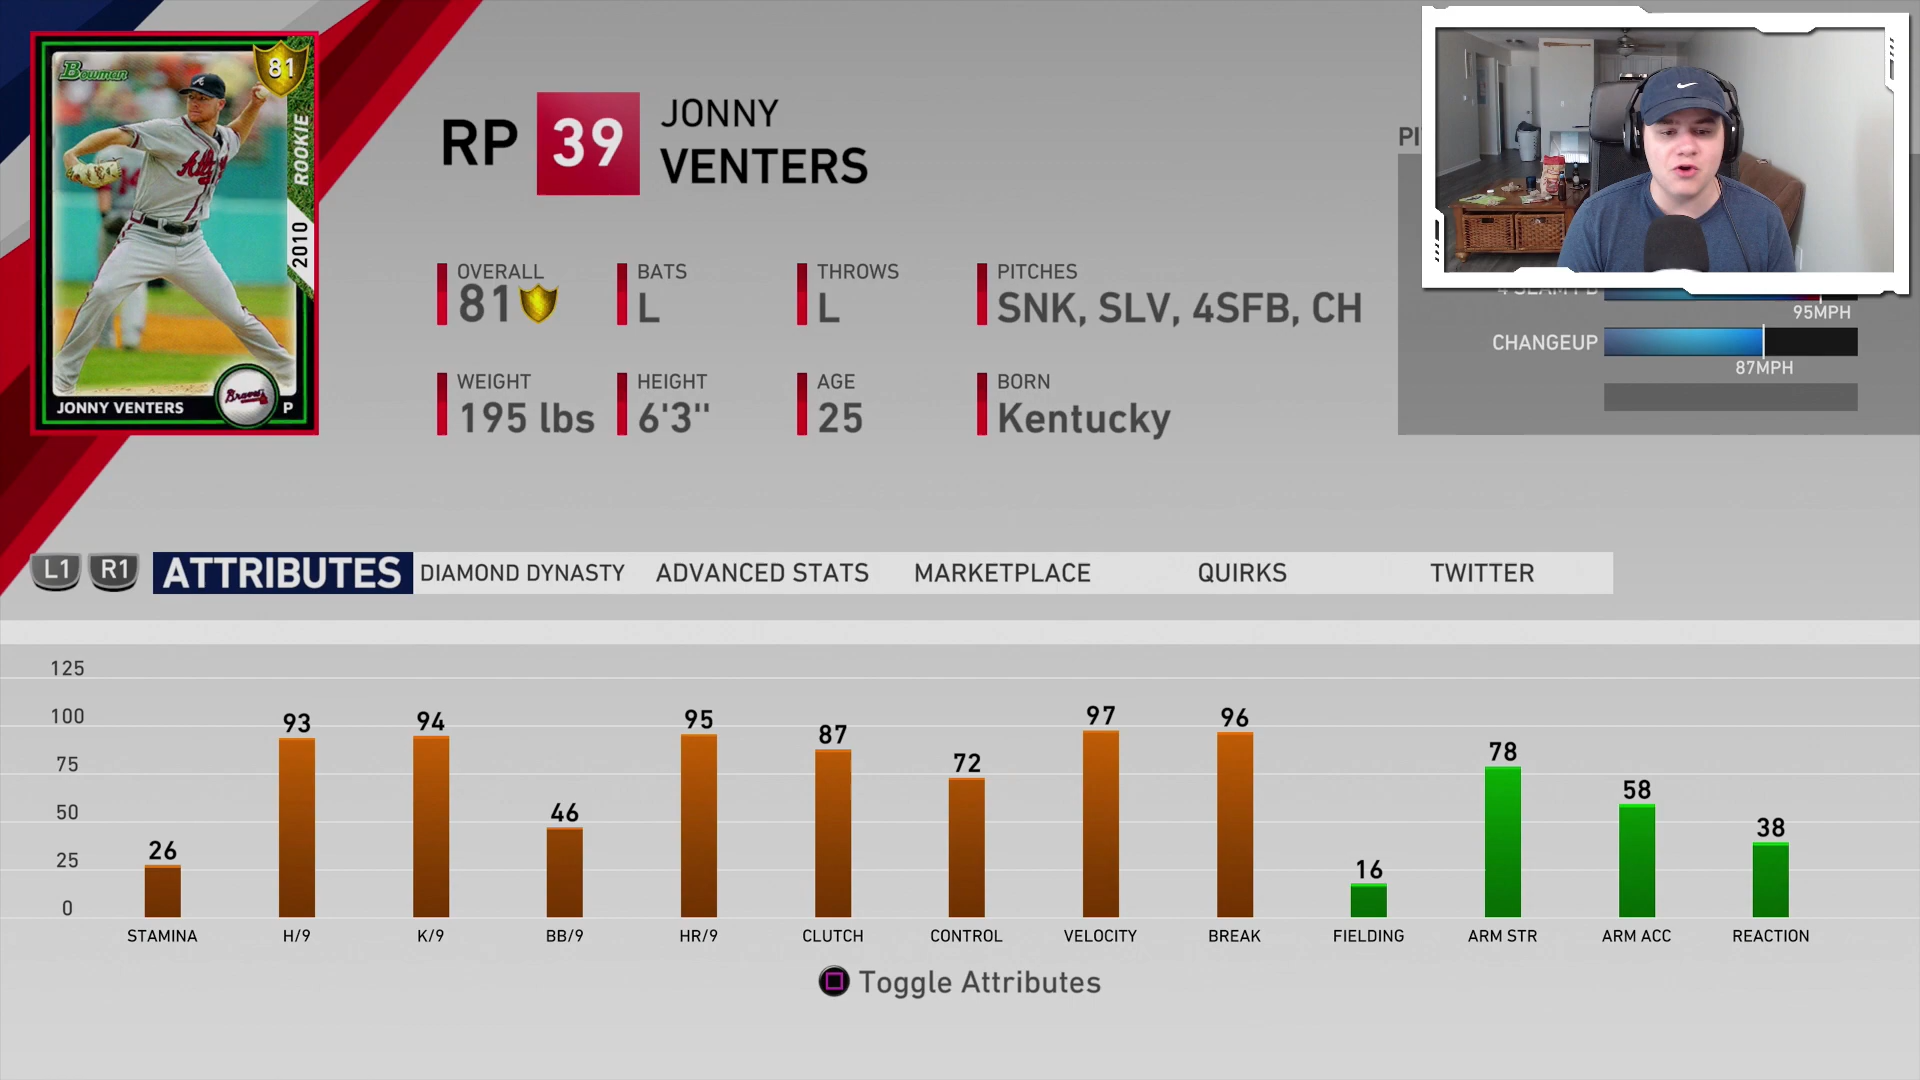 Bowman
81
ROOKIE
2010
Braves
JONNY VENTERS P
RP 39 JONNY
VENTERS
OVERALL
81
BATS
L
THROWS
L
PITCHES
SNK, SLV, 4SFB, CH
WEIGHT
195 lbs
HEIGHT
6'3"
AGE
25
BORN
Kentucky
95MPH
CHANGEUP
87MPH
L1 R1 ATTRIBUTES DIAMOND DYNASTY ADVANCED STATS MARKETPLACE QUIRKS TWITTER
125
100
75
50
25
0
26 93 94 46 95 87 72 97 96 16 78 58 38
STAMINA H/9 K/9 BB/9 HR/9 CLUTCH CONTROL VELOCITY BREAK FIELDING ARM STR ARM ACC REACTION
Toggle Attributes